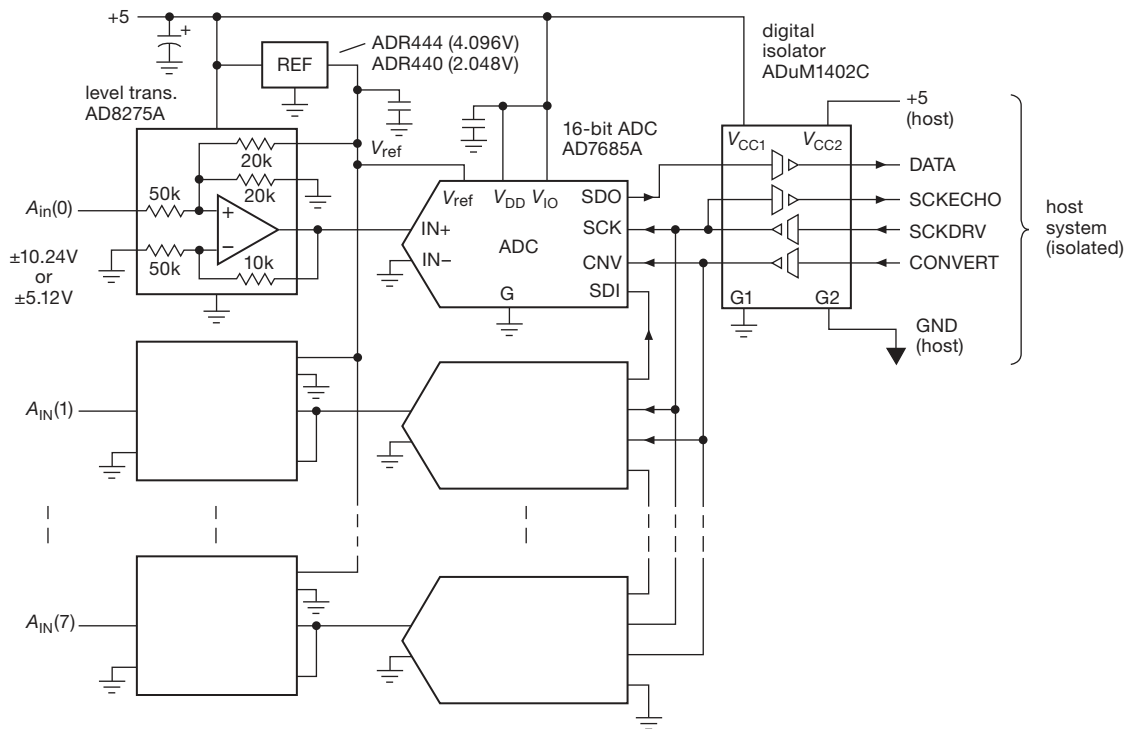 +5
+
REF
ADR444 (4.096V)
ADR440 (2.048V)
digital
isolator
ADuM1402C
level trans.
AD8275A
+5
(host)
16-bit ADC
AD7685A
Vref
20k
20k
50k
Ain(0)
+
−
50k
10k
±10.24V
or
±5.12V
Vref
VDD
VIO
IN+
IN−
ADC
G
SDO
SCK
CNV
SDI
VCC1
VCC2
G1
G2
DATA
SCKECHO
SCKDRV
CONVERT
GND
(host)
host
system
(isolated)
AIN(1)
AIN(7)